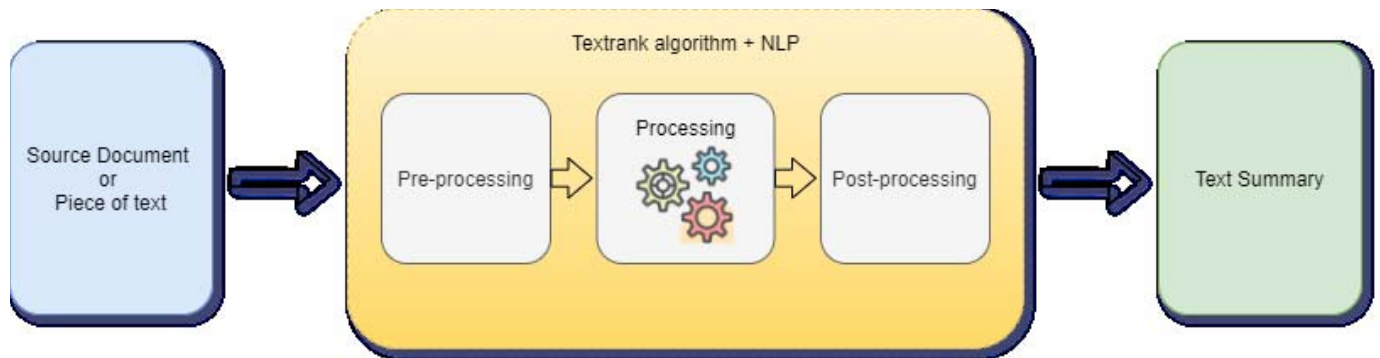 Source Document
or
Piece of text
Textrank algorithm + NLP
Pre-processing
Processing
Post-processing
Text Summary